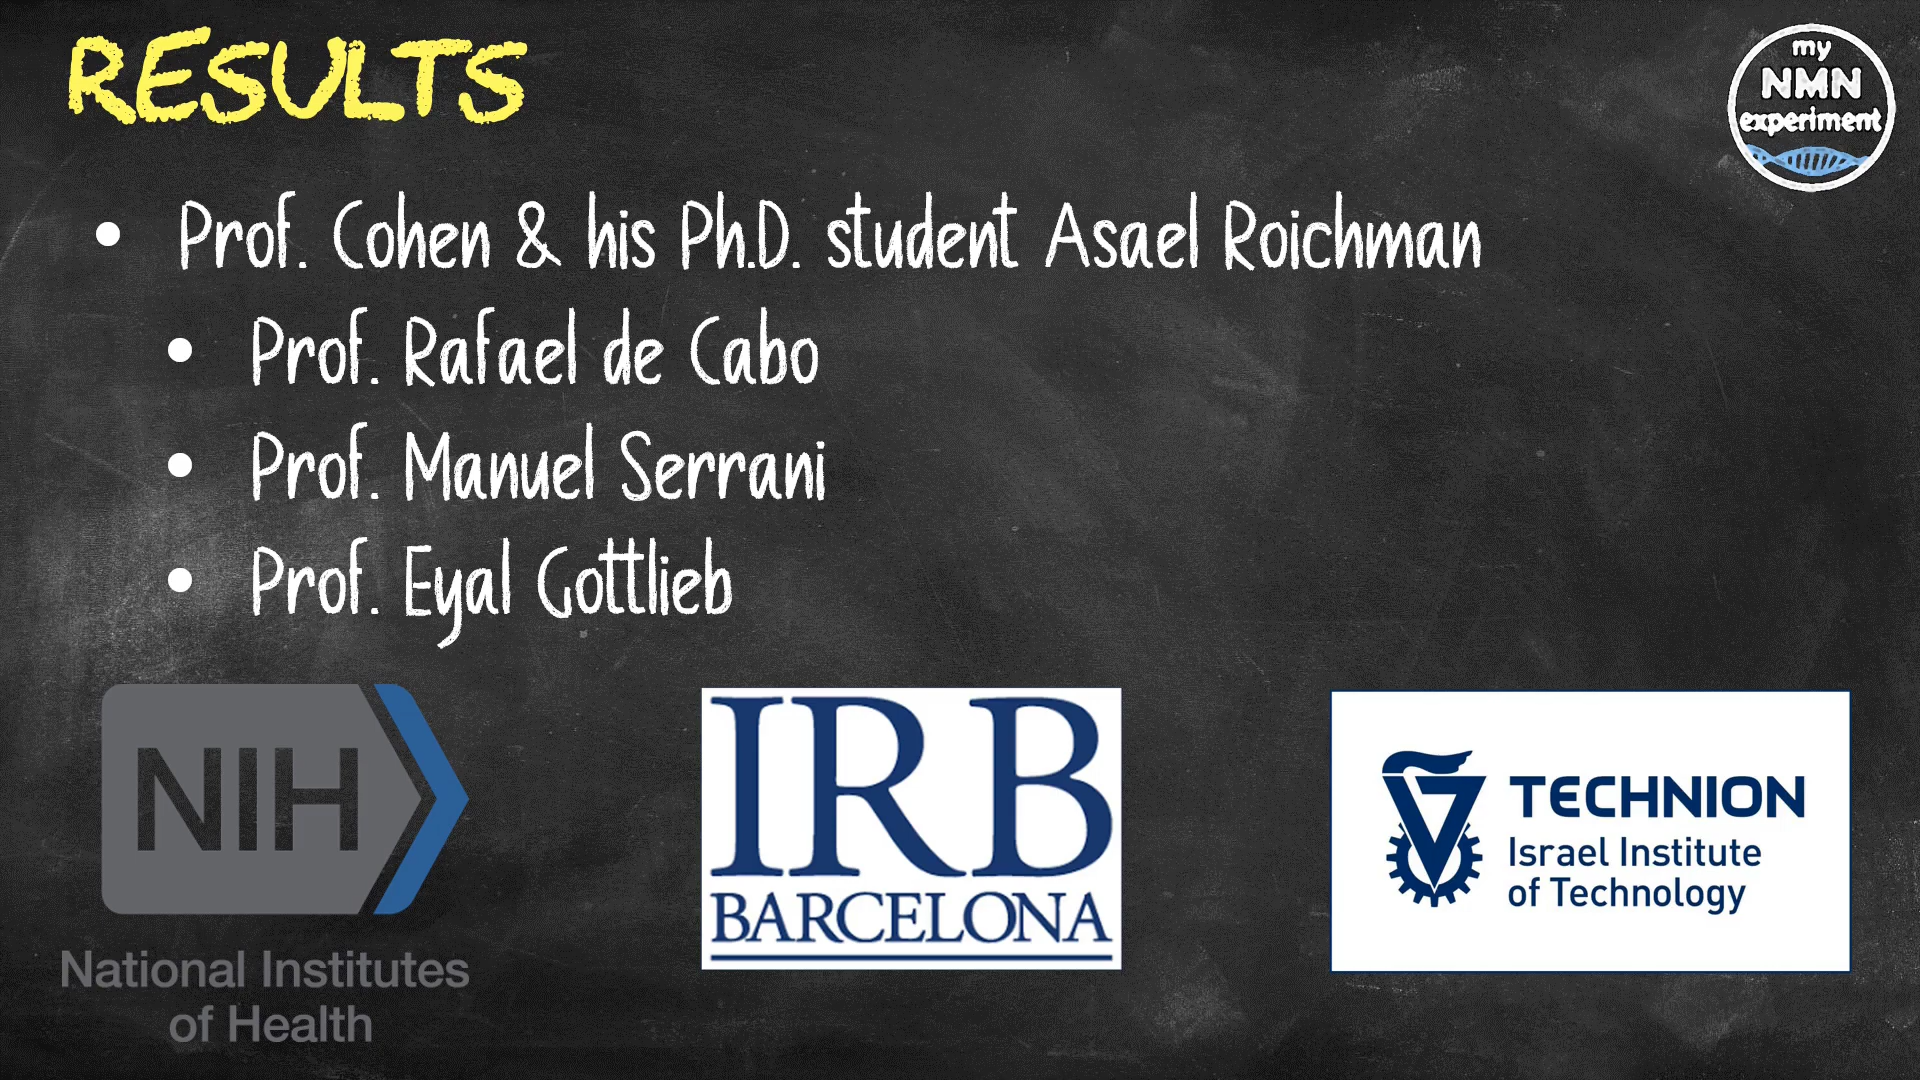 RESULTS
my
NMN
experiment
• Prof. Cohen & his Ph.D. student Asael Roichman
• Prof. Rafael de Cabo
• Prof. Manuel Serrani
• Prof. Eyal Gottlieb
NIH
National Institutes
of Health
IRB
BARCELONA
TECHNION
Israel Institute
of Technology